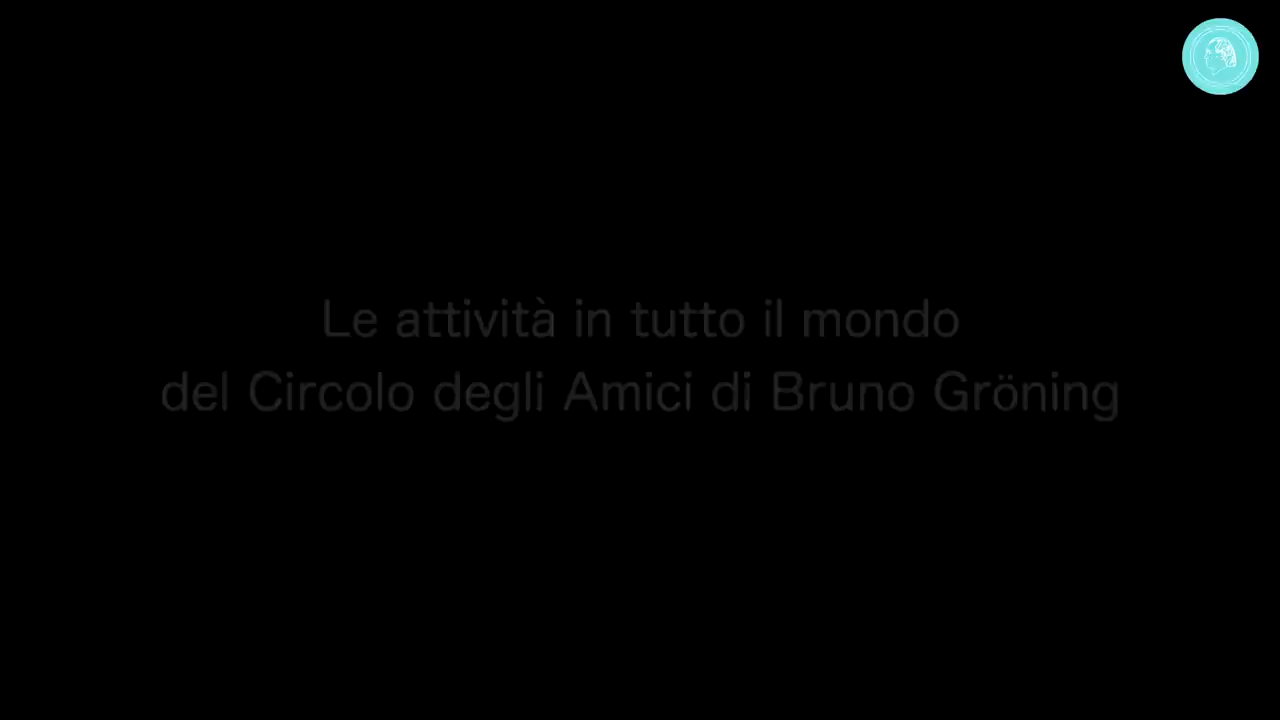 Le attività in tutto il mondo
del Circolo degli Amici di Bruno Gröning